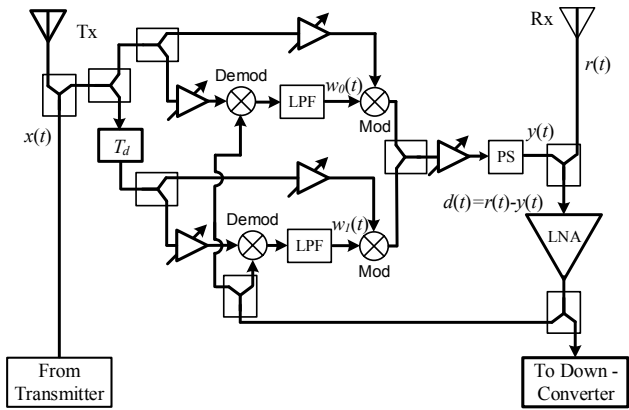 Tx
Rx
r(t)
x(t)
Demod
LPF
w0(t)
Mod
Td
PS
y(t)
d(t)=r(t)-y(t)
Demod
LPF
w1(t)
Mod
LNA
From
Transmitter
To Down -
Converter